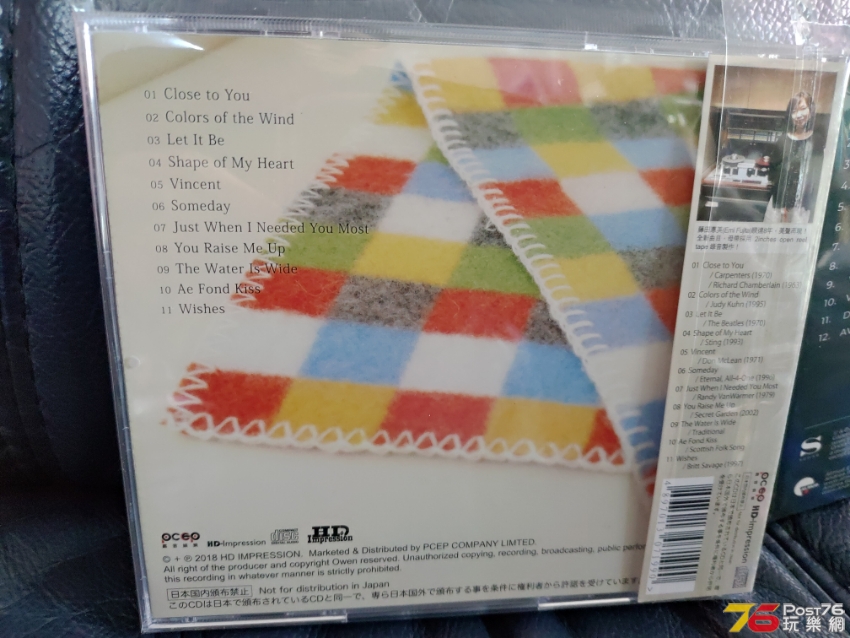 01 Close to You
02 Colors of the Wind
03 Let It Be
04 Shape of My Heart
05 Vincent
06 Someday
07 Just When I Needed You Most
08 You Raise Me Up
09 The Water Is Wide
10 Ae Fond Kiss
11 Wishes
pcep HD-Impression HD Impression
© + ℗ 2018 HD IMPRESSION. Marketed & Distributed by PCEP COMPANY LIMTED.
All right of the producer and copyright Owen reserved. Unauthorized copying, recording, broadcasting, public perfor
this recording in whatever manner is strictly prohibited.
日本国内頒布禁止 Not for distribution in Japan
このCDは日本で頒布されているCDと同一で、専ら日本国外で頒布する事を条件に権利者から許諾を受けています
open reel
01 Close to You
/ Carpenters (1970)
/ Richard Chamberlain
02 Colors of the Wind
/ Judy Kuhn (1995)
03 Let It Be
/ The Beatles (1970)
04 Shape of My Heart
/ Sting (1991)
05 Vincent
/ Don McLean (1971)
06 Someday
/ Eternal, All-4-One
07 Just When I Needed You Most
/ Randy VanWarmer (1979)
08 You Raise Me Up
/ Secret Garden (2002)
09 The Water Is Wide
/ Traditional
10 Ae Fond Kiss
/ Scottish Folk Song
11 Wishes
/ Britt Savage
pcep HD-Impression
8.
9.
10.
11.
12.
76 Post76
玩樂網